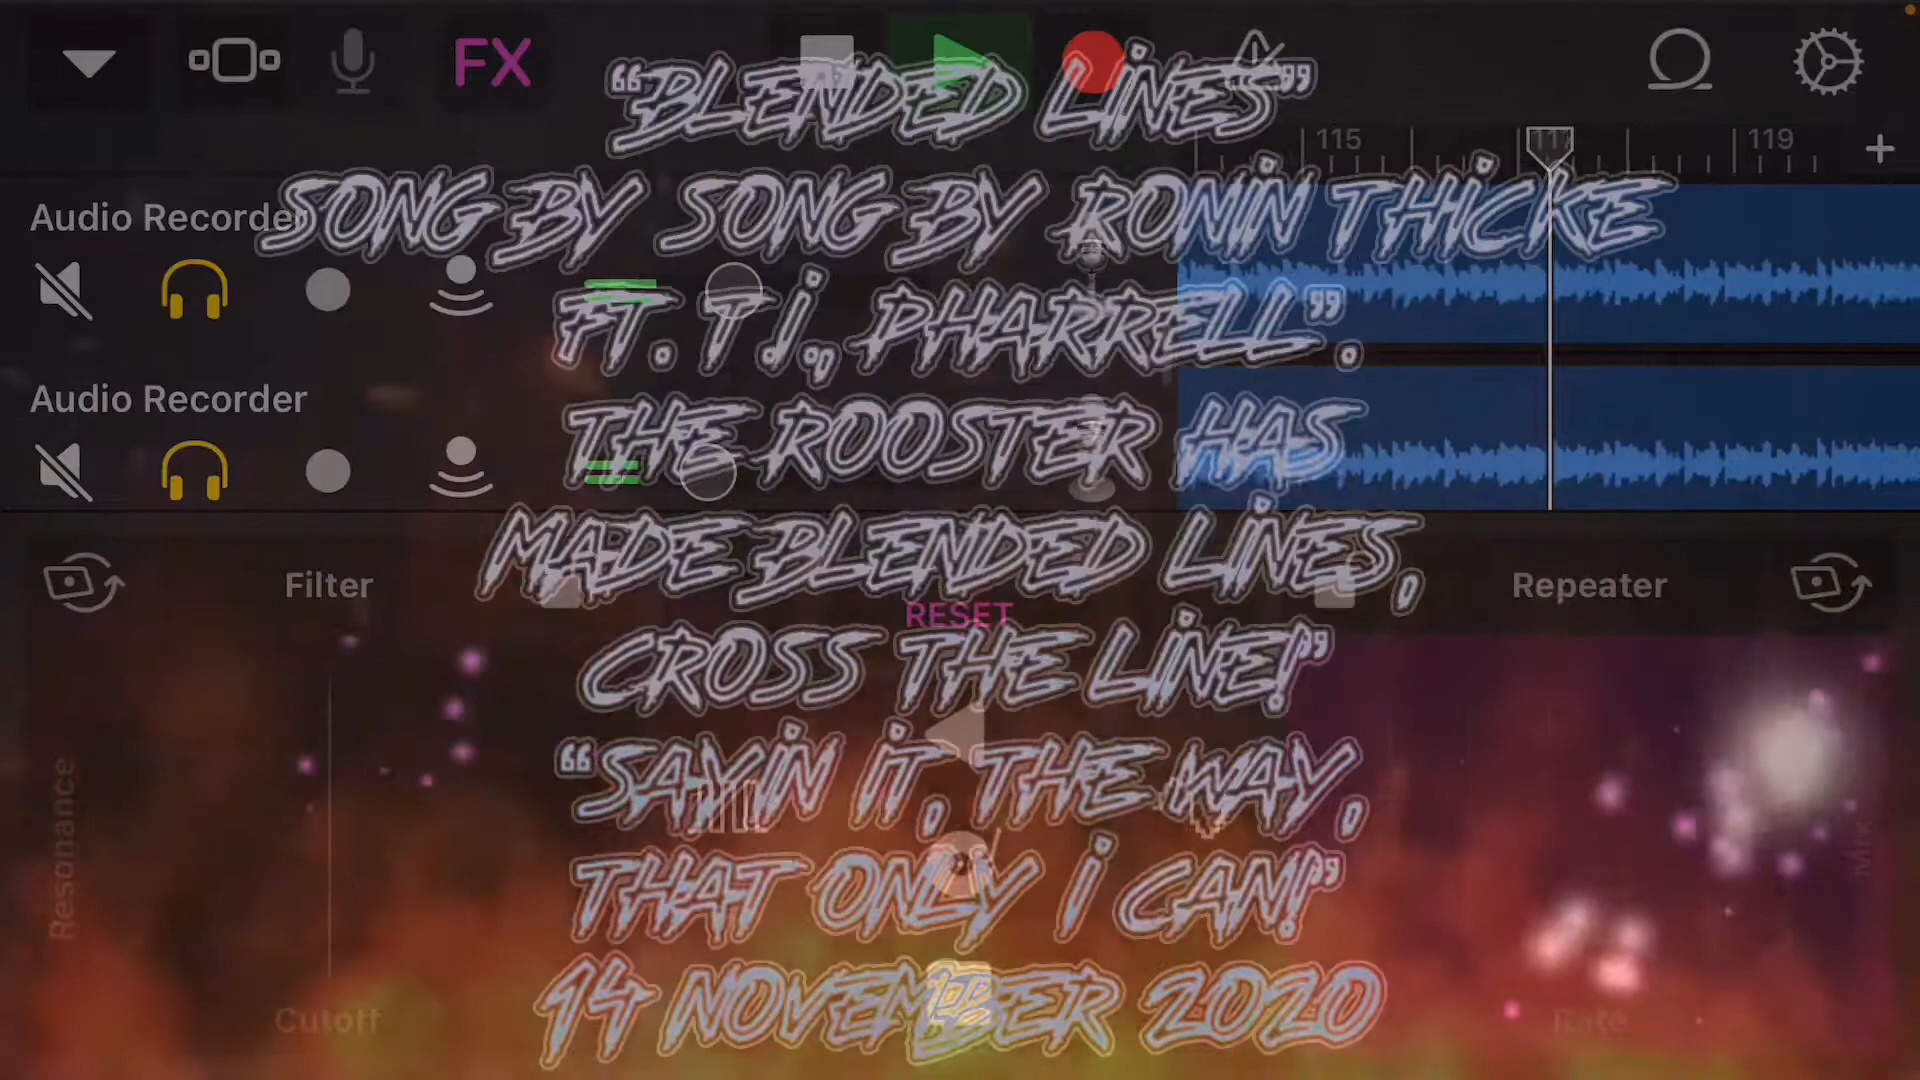 FX
“BLENDED LINES”
115
117
119
SONG BY SONG BY RONIN THICKE
Audio Recorder
FT. T.I., PHARRELL”.
Audio Recorder
THE ROOSTER HAS
MADE BLENDED LINES,
Filter
RESET
Repeater
CROSS THE LINE!”
“SAYIN IT, THE WAY,
Resonance
Mix
THAT ONLY I CAN!”
14 NOVEMBER 2020
Cutoff
Rate